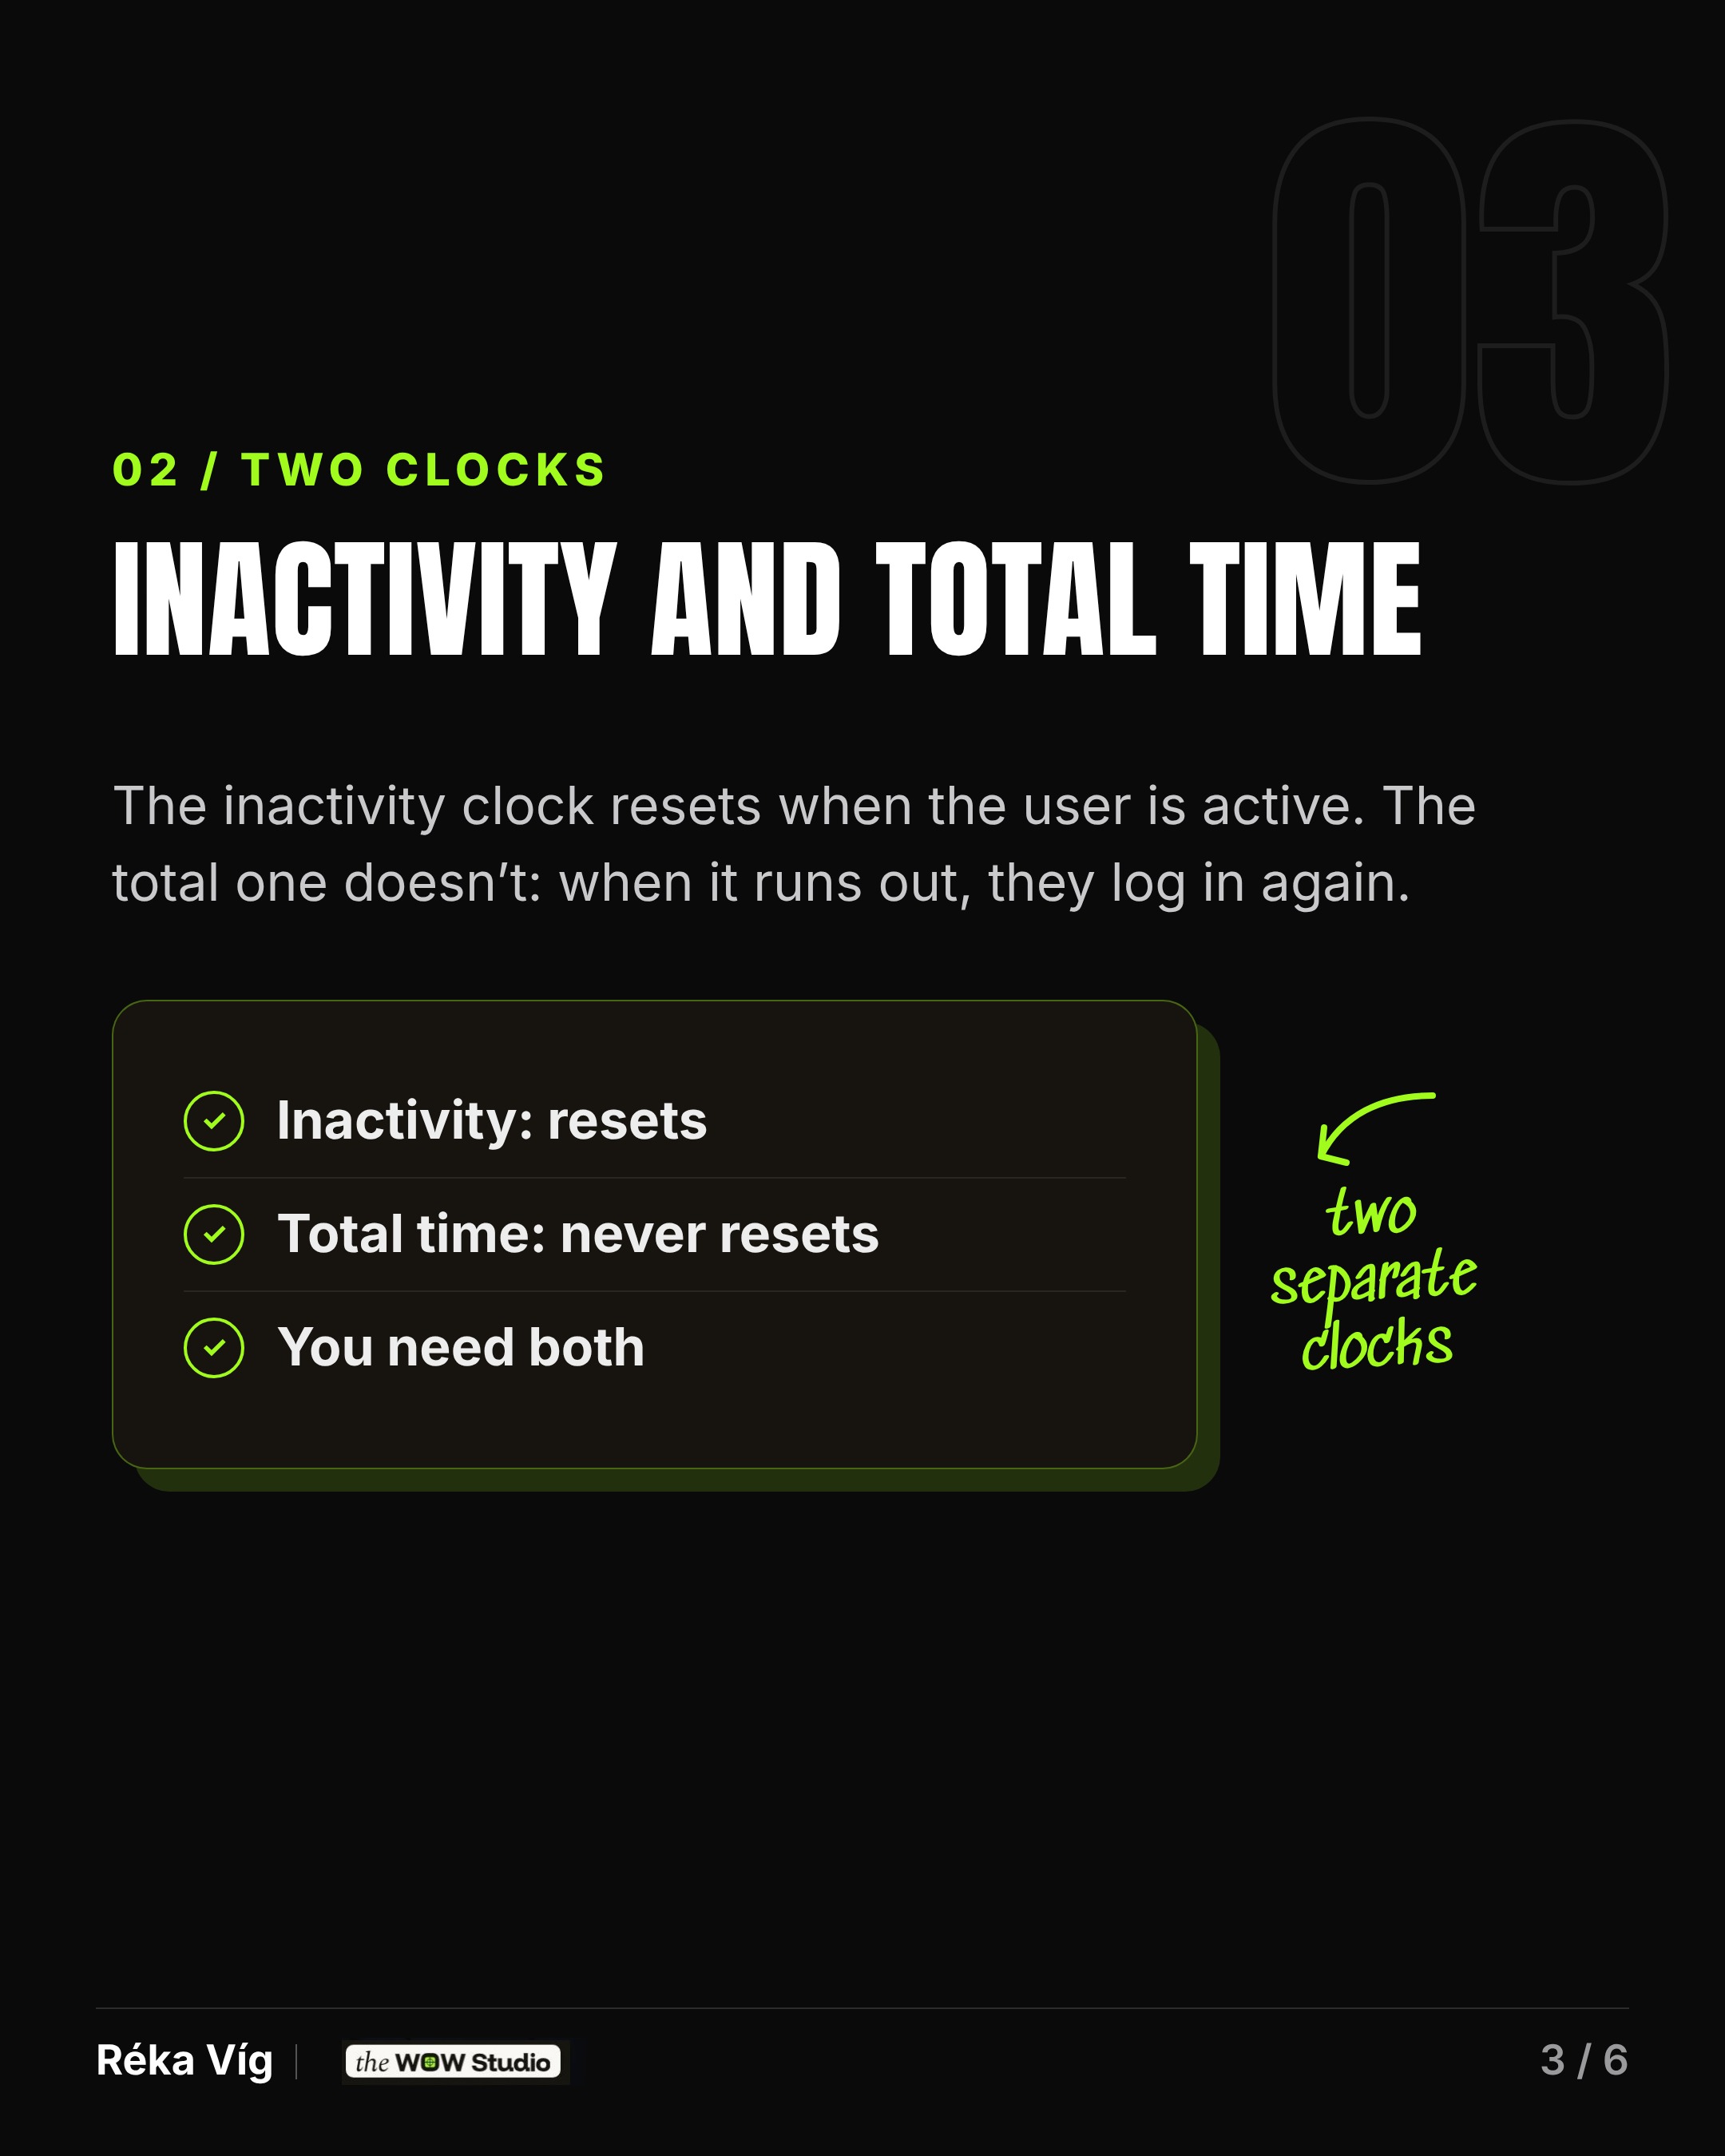 03
02 / TWO CLOCKS
INACTIVITY AND TOTAL TIME
The inactivity clock resets when the user is active. The
total one doesn’t: when it runs out, they log in again.
Inactivity: resets
Total time: never resets
You need both
two
separate
clocks
Réka Víg
the WOW Studio
3 / 6